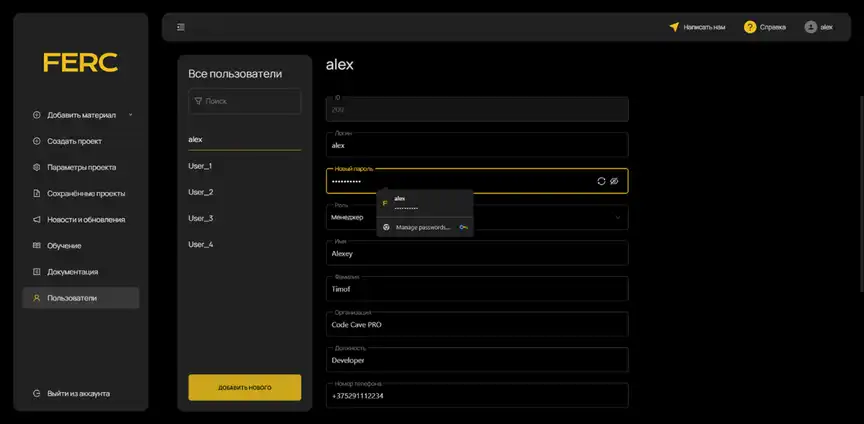 FERC
Добавить материал
Создать проект
Параметры проекта
Сохранённые проекты
Новости и обновления
Обучение
Документация
Пользователи
Выйти из аккаунта
Написать нам
?
Справка
alex
Все пользователи
Поиск
alex
User_1
User_2
User_3
User_4
ДОБАВИТЬ НОВОГО
alex
ID
Логин
alex
Новый пароль
••••••••••
F
alex
•••••••••••
Manage passwords...
Роль
Менеджер
Имя
Alexey
Фамилия
Timof
Организация
Code Cave PRO
Должность
Developer
Номер телефона
+375291112234